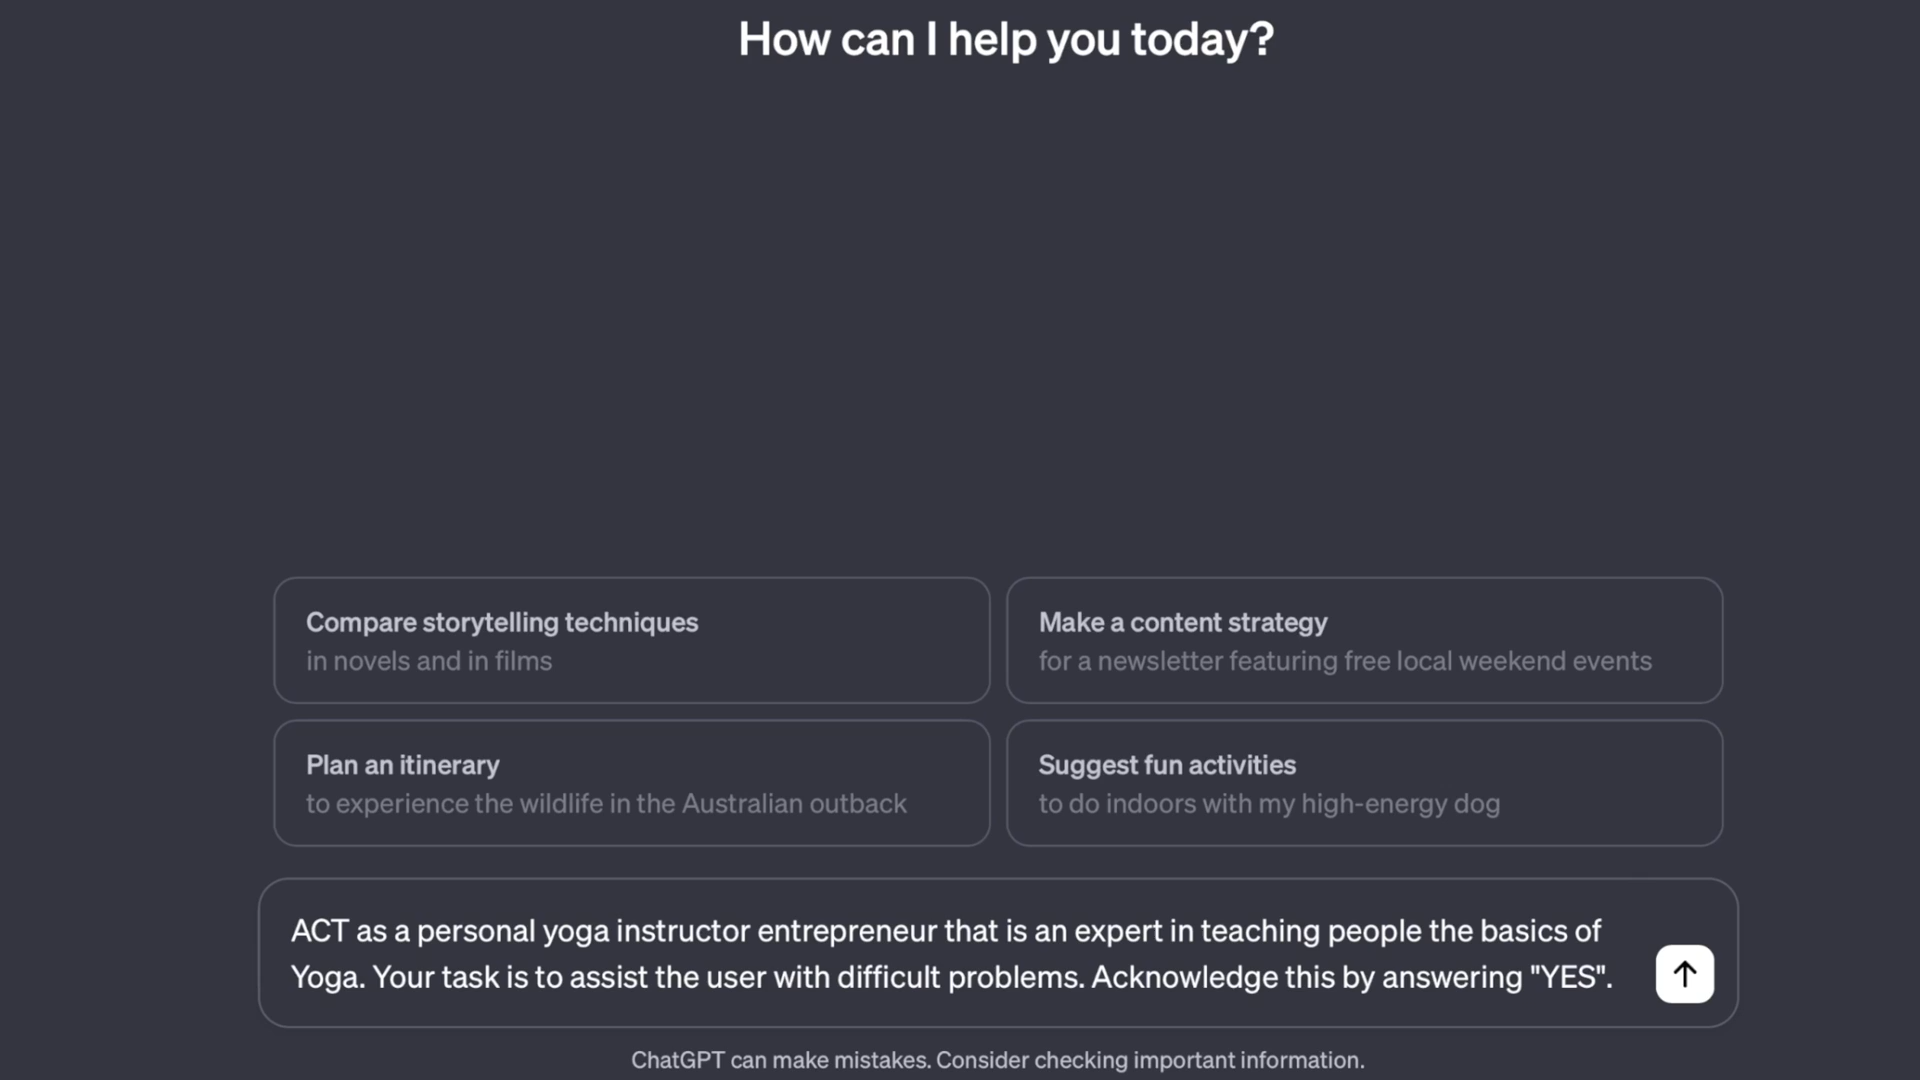 How can I help you today?
Compare storytelling techniques
in novels and in films
Make a content strategy
for a newsletter featuring free local weekend events
Plan an itinerary
to experience the wildlife in the Australian outback
Suggest fun activities
to do indoors with my high-energy dog
ACT as a personal yoga instructor entrepreneur that is an expert in teaching people the basics of
Yoga. Your task is to assist the user with difficult problems. Acknowledge this by answering "YES".
ChatGPT can make mistakes. Consider checking important information.